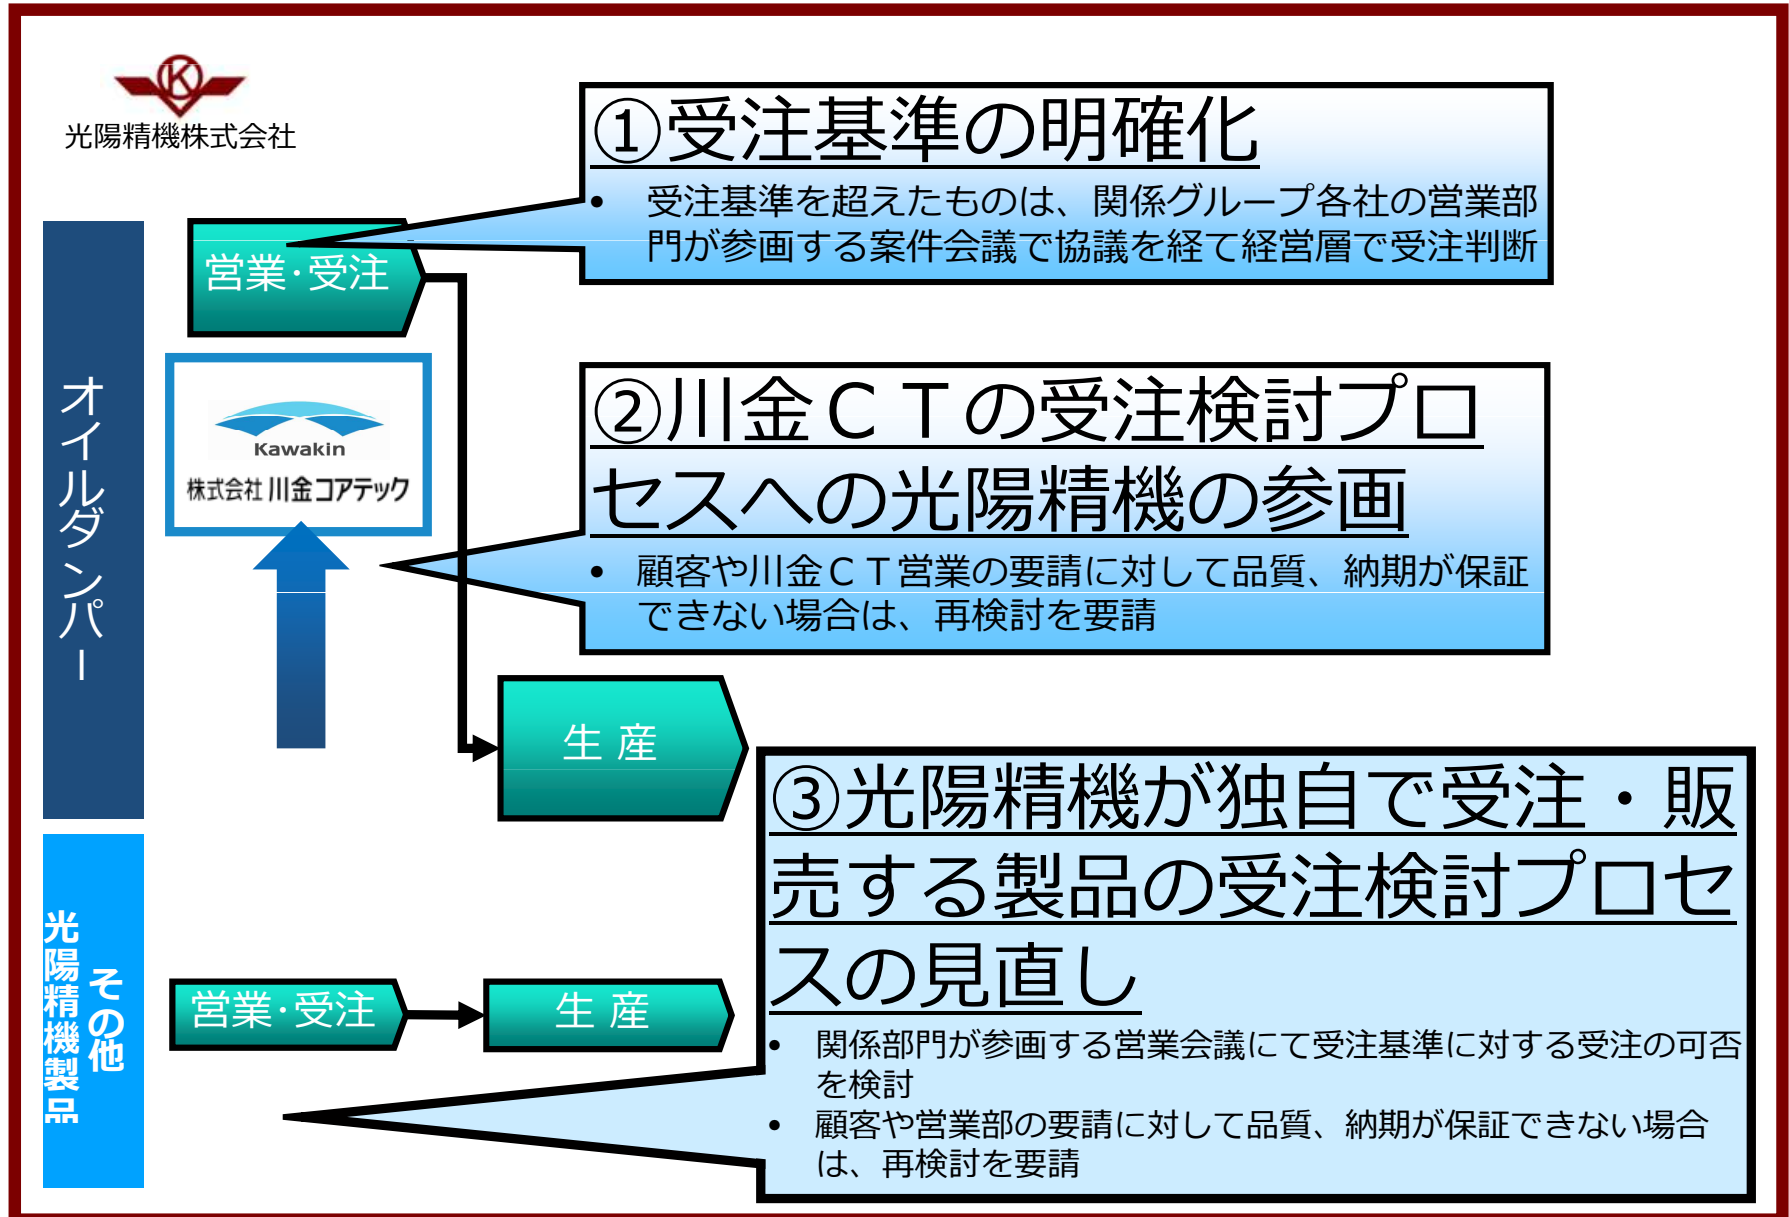 光陽精機株式会社
①受注基準の明確化
• 受注基準を超えたものは、関係グループ各社の営業部
門が参画する案件会議で協議を経て経営層で受注判断
オイルダンパー
営業・受注
Kawakin
株式会社 川金コアテック
②川金ＣＴの受注検討プロ
セスへの光陽精機の参画
• 顧客や川金ＣＴ営業の要請に対して品質、納期が保証
できない場合は、再検討を要請
生 産
③光陽精機が独自で受注・販
売する製品の受注検討プロセ
スの見直し
• 関係部門が参画する営業会議にて受注基準に対する受注の可否
を検討
• 顧客や営業部の要請に対して品質、納期が保証できない場合
は、再検討を要請
その他
光陽精機製品
営業・受注
生 産